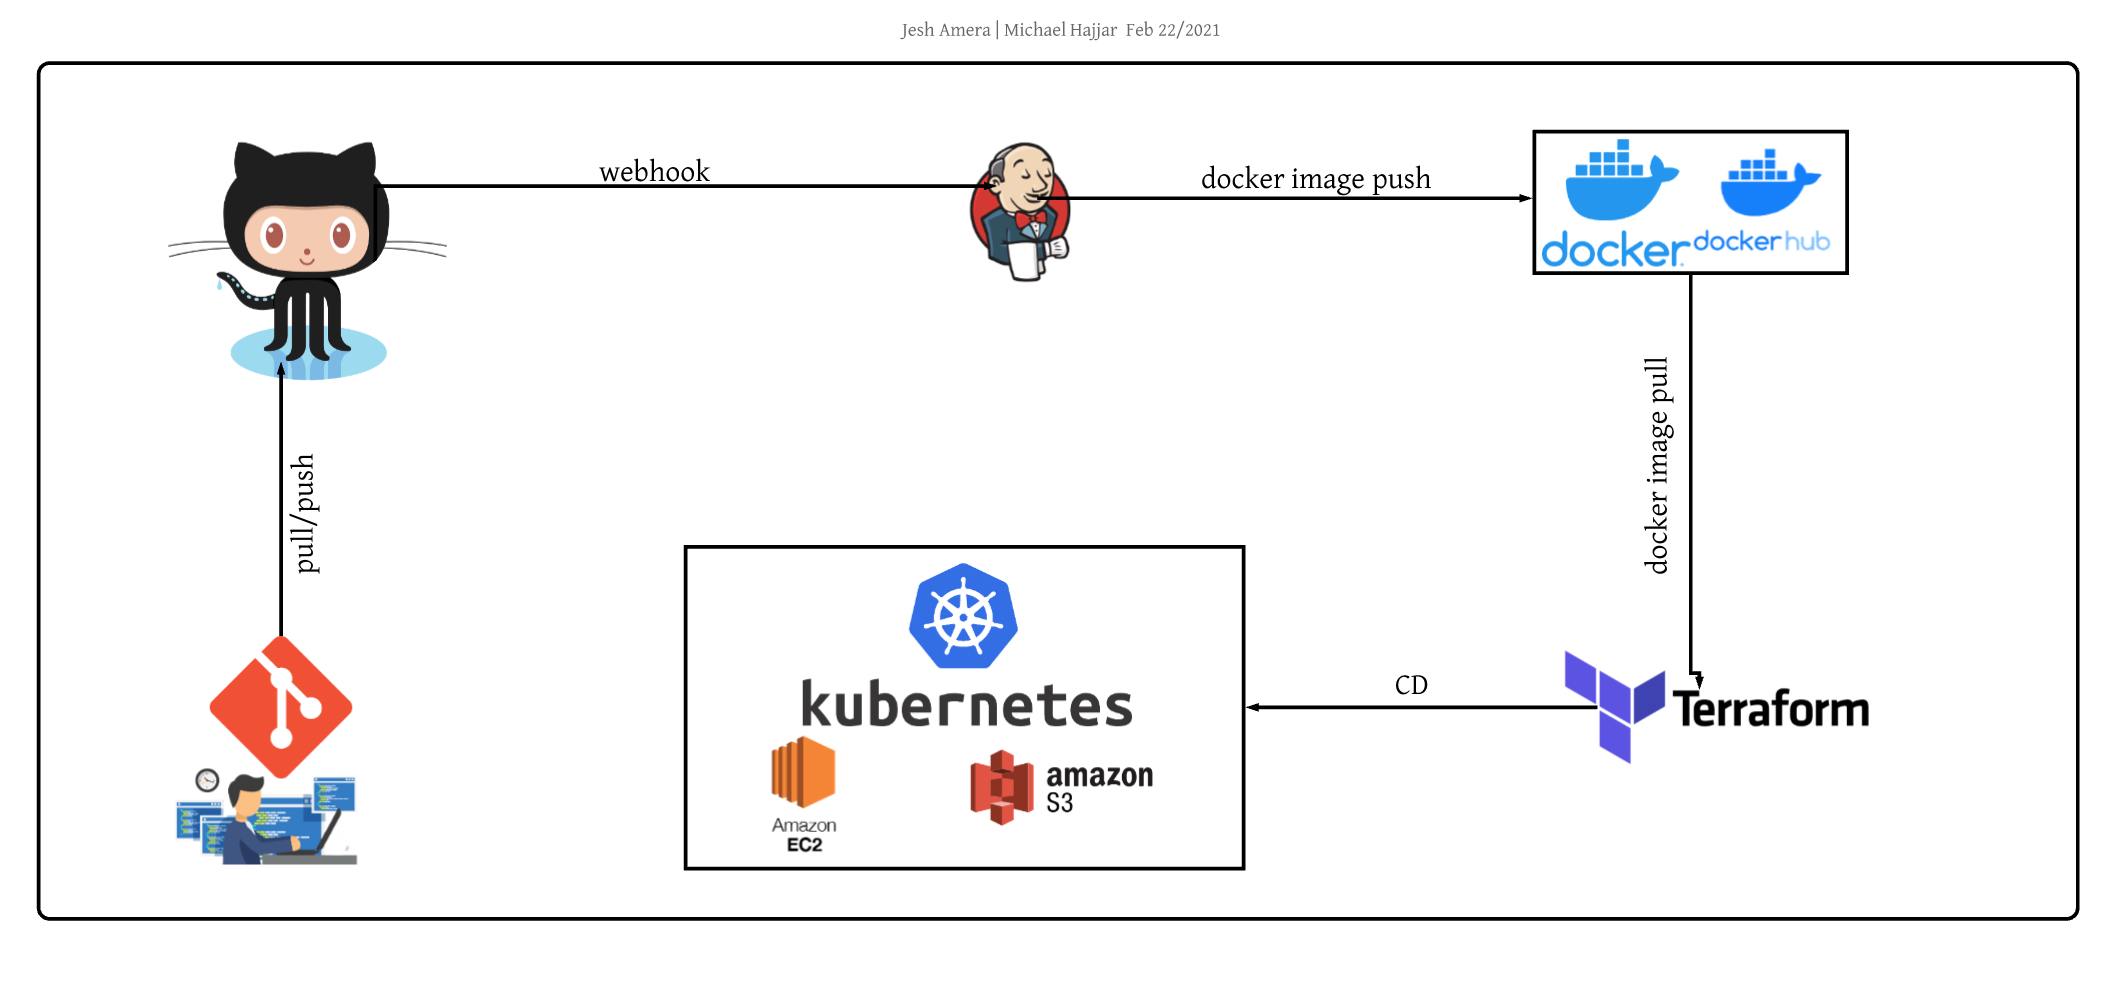 Jesh Amera | Michael Hajjar  Feb 22/2021
webhook
docker image push
docker
dockerhub
docker image pull
pull/push
kubernetes
CD
Terraform
Amazon
EC2
amazon
S3